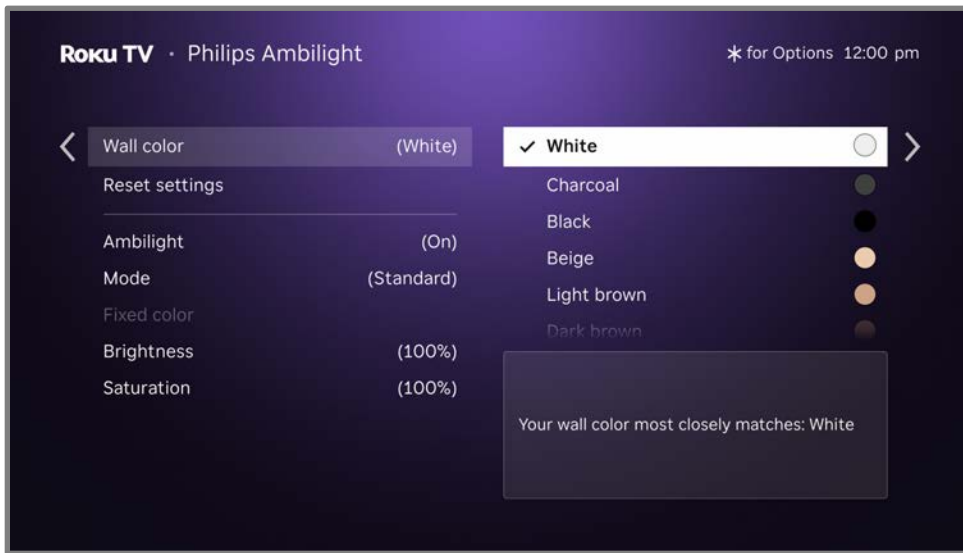 Roku TV · Philips Ambilight
* for Options 12:00 pm
Wall color (White)
Reset settings
Ambilight (On)
Mode (Standard)
Fixed color
Brightness (100%)
Saturation (100%)
✓ White
Charcoal
Black
Beige
Light brown
Dark brown
Your wall color most closely matches: White